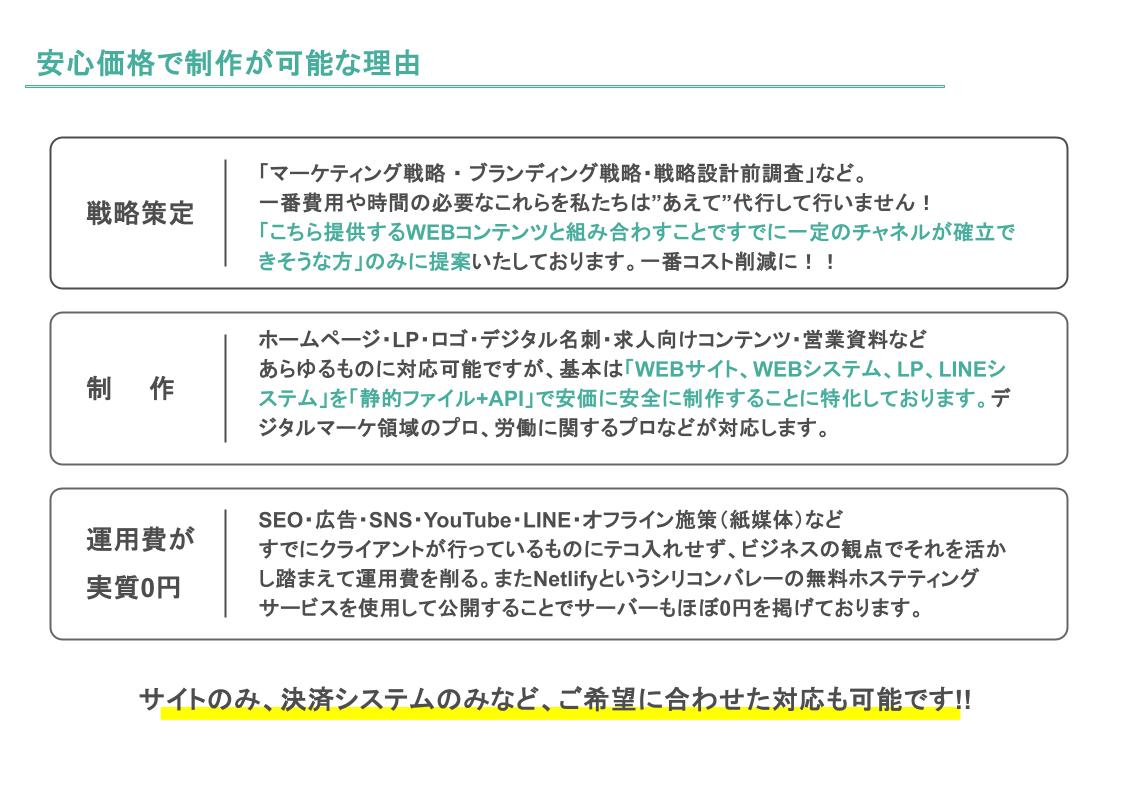 安心価格で制作が可能な理由
戦略策定
「マーケティング戦略 ・ ブランディング戦略・戦略設計前調査」など。
一番費用や時間の必要なこれらを私たちは”あえて”代行して行いません！
「こちら提供するWEBコンテンツと組み合わすことですでに一定のチャネルが確立で
きそうな方」のみに提案いたしております。一番コスト削減に！！
制 作
ホームページ・LP・ロゴ・デジタル名刺・求人向けコンテンツ・営業資料など
あらゆるものに対応可能ですが、基本は「WEBサイト、WEBシステム、LP、LINEシ
ステム」を「静的ファイル+API」で安価に安全に制作することに特化しております。デ
ジタルマーケ領域のプロ、労働に関するプロなどが対応します。
運用費が
実質0円
SEO・広告・SNS・YouTube・LINE・オフライン施策（紙媒体）など
すでにクライアントが行っているものにテコ入れせず、ビジネスの観点でそれを活か
し踏まえて運用費を削る。またNetlifyというシリコンバレーの無料ホステティング
サービスを使用して公開することでサーバーもほぼ0円を掲げております。
サイトのみ、決済システムのみなど、ご希望に合わせた対応も可能です!!